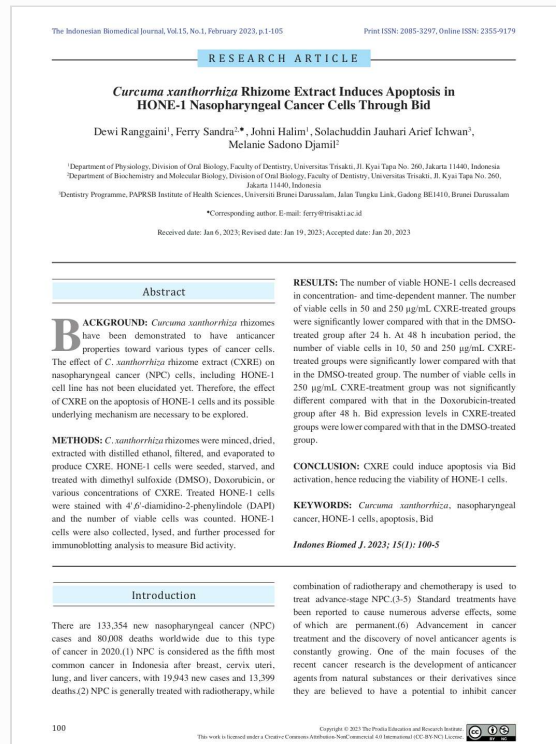 The Indonesian Biomedical Journal, Vol.15, No.1, February 2023, p.1-105
Print ISSN: 2085-3297, Online ISSN: 2355-9179
RESEARCH ARTICLE
Curcuma xanthorrhiza Rhizome Extract Induces Apoptosis in
HONE-1 Nasopharyngeal Cancer Cells Through Bid
Dewi Ranggaini¹, Ferry Sandra²,*, Johni Halim¹, Solachuddin Jauhari Arief Ichwan³,
Melanie Sadono Djamil²
¹Department of Physiology, Division of Oral Biology, Faculty of Dentistry, Universitas Trisakti, Jl. Kyai Tapa No. 260, Jakarta 11440, Indonesia
²Department of Biochemistry and Molecular Biology, Division of Oral Biology, Faculty of Dentistry, Universitas Trisakti, Jl. Kyai Tapa No. 260,
Jakarta 11440, Indonesia
³Dentistry Programme, PAPRSB Institute of Health Sciences, Universiti Brunei Darussalam, Jalan Tungku Link, Gadong BE1410, Brunei Darussalam
*Corresponding author. E-mail: ferry@trisakti.ac.id
Received date: Jan 6, 2023; Revised date: Jan 19, 2023; Accepted date: Jan 20, 2023
Abstract
BACKGROUND: Curcuma xanthorrhiza rhizomes
have been demonstrated to have anticancer
properties toward various types of cancer cells.
The effect of C. xanthorrhiza rhizome extract (CXRE) on
nasopharyngeal cancer (NPC) cells, including HONE-1
cell line has not been elucidated yet. Therefore, the effect
of CXRE on the apoptosis of HONE-1 cells and its possible
underlying mechanism are necessary to be explored.
METHODS: C. xanthorrhiza rhizomes were minced, dried,
extracted with distilled ethanol, filtered, and evaporated to
produce CXRE. HONE-1 cells were seeded, starved, and
treated with dimethyl sulfoxide (DMSO), Doxorubicin, or
various concentrations of CXRE. Treated HONE-1 cells
were stained with 4',6'-diamidino-2-phenylindole (DAPI)
and the number of viable cells was counted. HONE-1
cells were also collected, lysed, and further processed for
immunoblotting analysis to measure Bid activity.
RESULTS: The number of viable HONE-1 cells decreased
in concentration- and time-dependent manner. The number
of viable cells in 50 and 250 µg/mL CXRE-treated groups
were significantly lower compared with that in the DMSO-
treated group after 24 h. At 48 h incubation period, the
number of viable cells in 10, 50 and 250 µg/mL CXRE-
treated groups were significantly lower compared with that
in the DMSO-treated group. The number of viable cells in
250 µg/mL CXRE-treatment group was not significantly
different compared with that in the Doxorubicin-treated
group after 48 h. Bid expression levels in CXRE-treated
groups were lower compared with that in the DMSO-treated
group.
CONCLUSION: CXRE could induce apoptosis via Bid
activation, hence reducing the viability of HONE-1 cells.
KEYWORDS: Curcuma xanthorrhiza, nasopharyngeal
cancer, HONE-1 cells, apoptosis, Bid
Indones Biomed J. 2023; 15(1): 100-5
Introduction
There are 133,354 new nasopharyngeal cancer (NPC)
cases and 80,008 deaths worldwide due to this type
of cancer in 2020.(1) NPC is considered as the fifth most
common cancer in Indonesia after breast, cervix uteri,
lung, and liver cancers, with 19,943 new cases and 13,399
deaths.(2) NPC is generally treated with radiotherapy, while
combination of radiotherapy and chemotherapy is used to
treat advance-stage NPC.(3-5) Standard treatments have
been reported to cause numerous adverse effects, some
of which are permanent.(6) Advancement in cancer
treatment and the discovery of novel anticancer agents is
constantly growing. One of the main focuses of the
recent cancer research is the development of anticancer
agents from natural substances or their derivatives since
they are believed to have a potential to inhibit cancer
100
Copyright © 2023 The Prodia Education and Research Institute.
This work is licensed under a Creative Commons Attribution-NonCommercial 4.0 International (CC-BY-NC) License.
cc BY NC